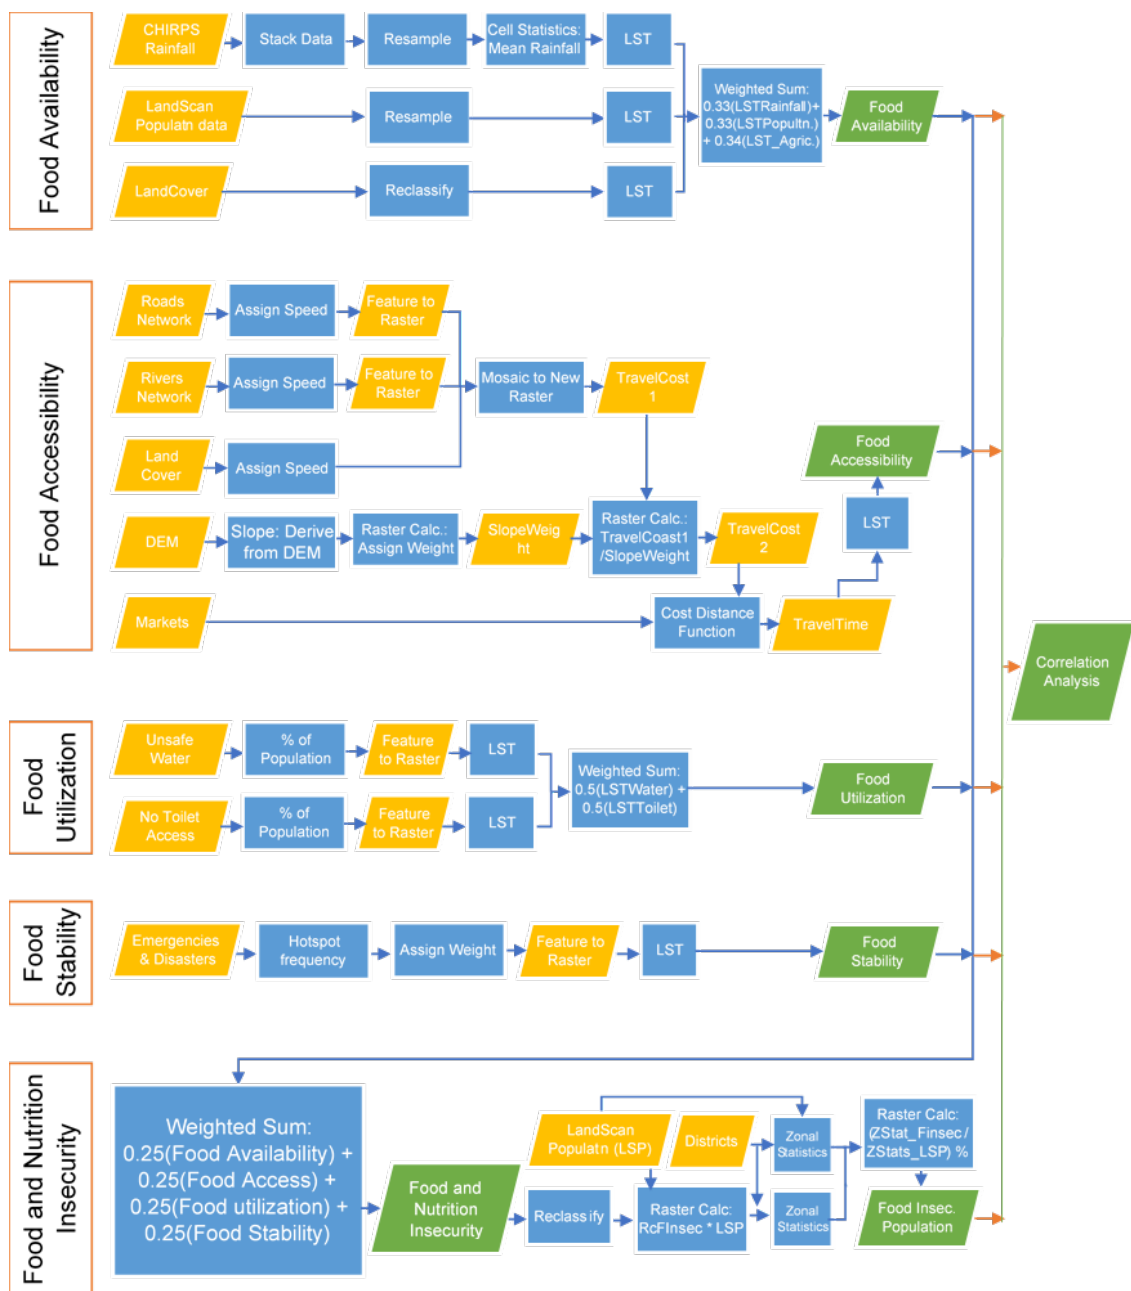 Food Availability
CHIRPS
Rainfall
Stack Data
Resample
Cell Statistics:
Mean Rainfall
LST
LandScan
Populatn data
Resample
LST
LandCover
Reclassify
LST
Weighted Sum:
0.33(LSTRainfall)+
0.33(LSTPopultn.)
+ 0.34(LST_Agric.)
Food
Availability
Food Accessibility
Roads
Network
Assign Speed
Feature to
Raster
Rivers
Network
Assign Speed
Feature to
Raster
Mosaic to New
Raster
TravelCost
1
Land
Cover
Assign Speed
Food
Accessibility
LST
DEM
Slope: Derive
from DEM
Raster Calc.:
Assign Weight
SlopeWeig
ht
Raster Calc.:
TravelCoast1
/SlopeWeight
TravelCost
2
Markets
Cost Distance
Function
TravelTime
Correlation
Analysis
Food
Utilization
Unsafe
Water
% of
Population
Feature
to Raster
LST
No Toilet
Access
% of
Population
Feature
to Raster
LST
Weighted Sum:
0.5(LSTWater) +
0.5(LSTToilet)
Food
Utilization
Food
Stability
Emergencies
& Disasters
Hotspot
frequency
Assign Weight
Feature to
Raster
LST
Food
Stability
Food and Nutrition
Insecurity
Weighted Sum:
0.25(Food Availability) +
0.25(Food Access) +
0.25(Food utilization) +
0.25(Food Stability)
Food and
Nutrition
Insecurity
Reclassify
LandScan
Populatn (LSP)
Raster Calc:
RcFInsec * LSP
Districts
Zonal
Statistics
Zonal
Statistics
Raster Calc:
(ZStat_Finsec /
ZStats_LSP) %
Food Insec.
Population